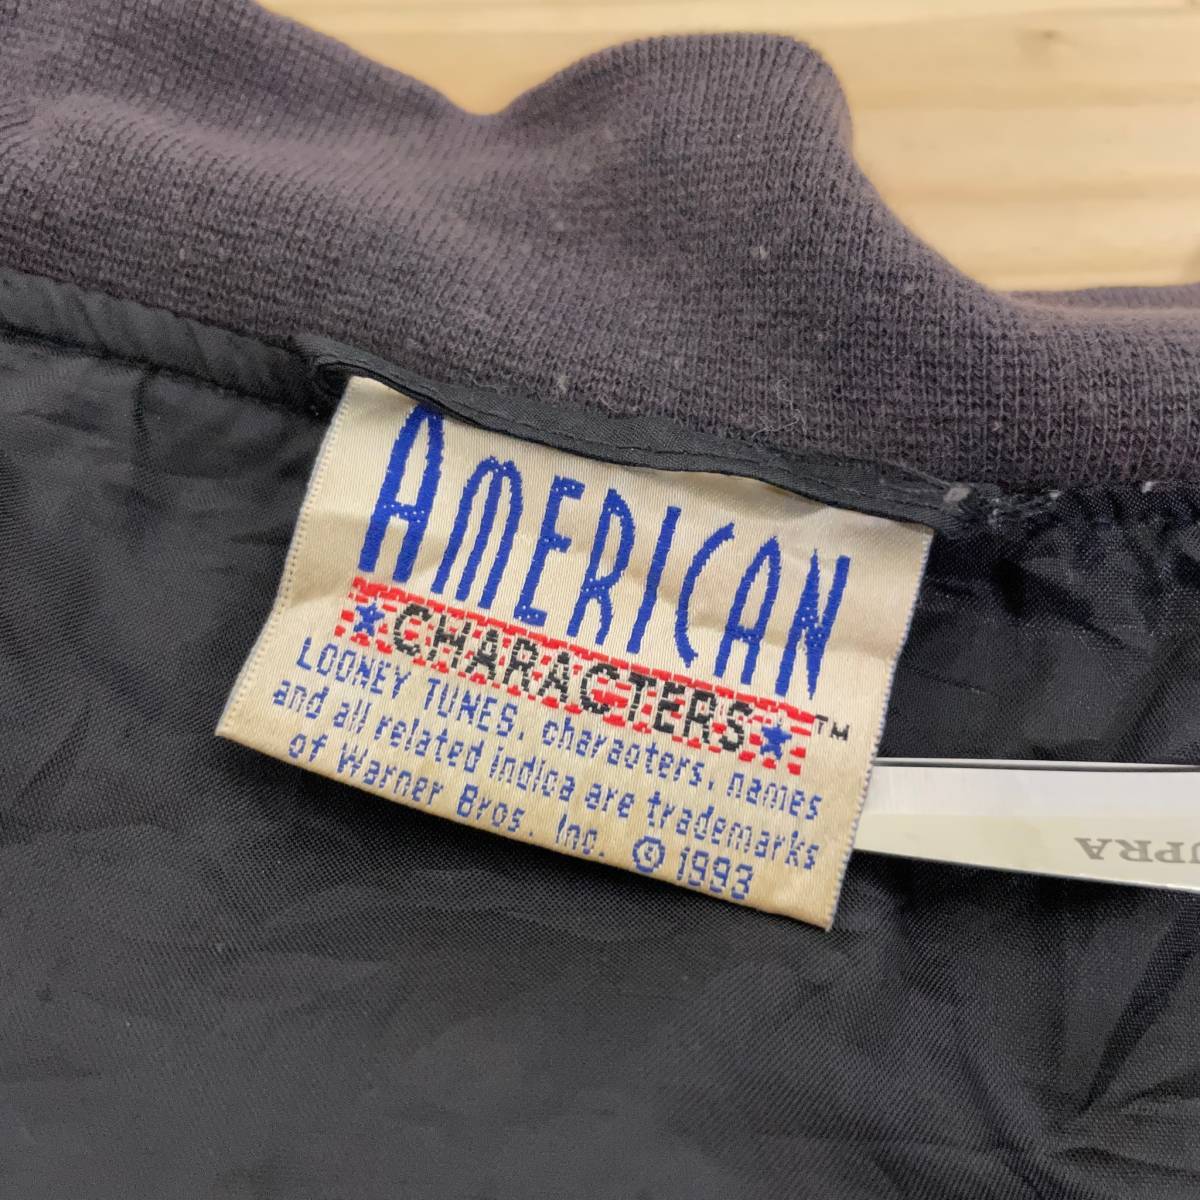 AMERICAN
CHARACTERS™
LOONEY TUNES, characters, names
and all related indica are trademarks
of Warner Bros. Inc. © 1993